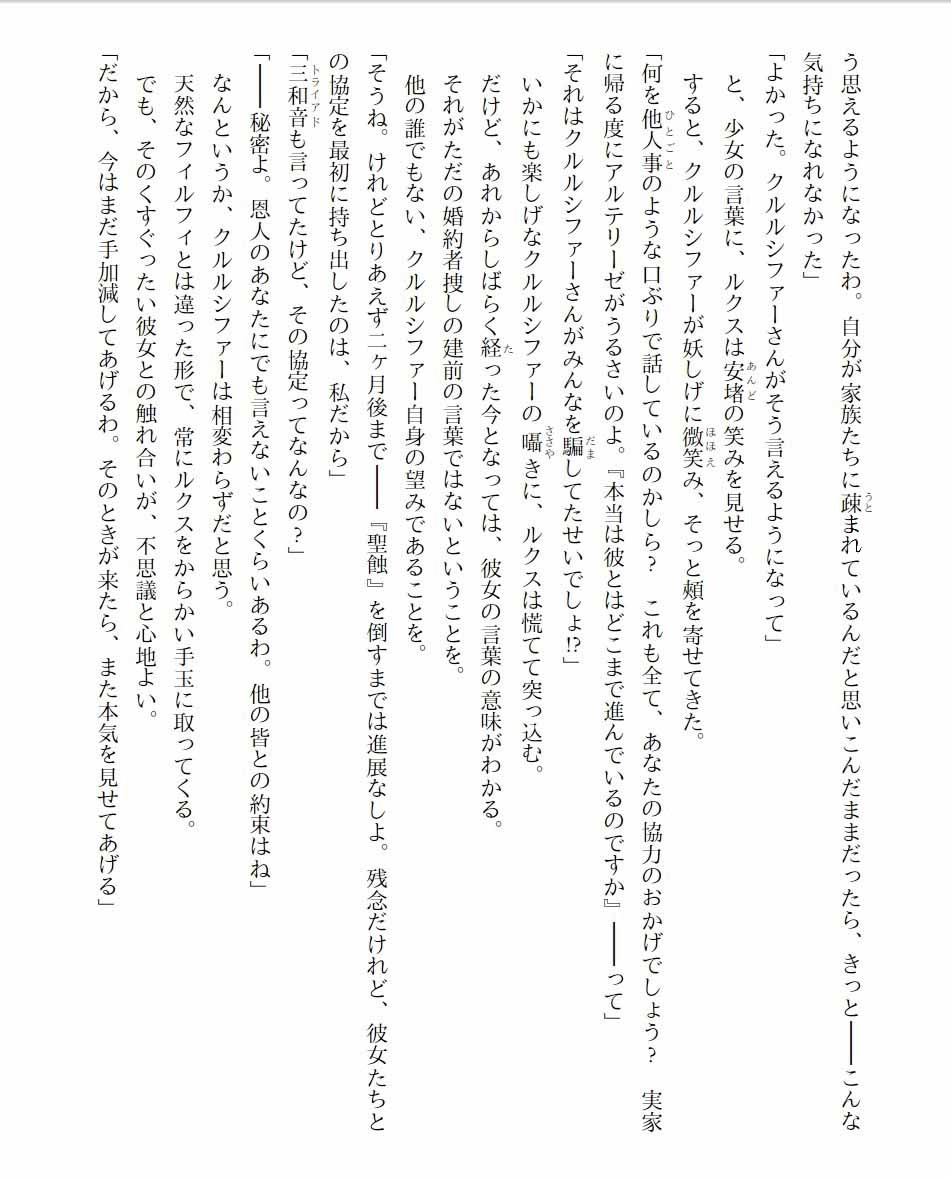 う思えるようになったわ。自分が家族たちに疎まれているんだと思いこんだままだったら、きっと――こんな
気持ちになれなかった」
「よかった。クルルシファーさんがそう言えるようになって」
と、少女の言葉に、ルクスは安堵の笑みを見せる。
すると、クルルシファーが妖しげに微笑み、そっと頰を寄せてきた。
「何を他人事のような口ぶりで話しているのかしら？　これも全て、あなたの協力のおかげでしょう？　実家
に帰る度にアルテリーゼがうるさいのよ。『本当は彼とはどこまで進んでいるのですか』――って」
「それはクルルシファーさんがみんなを騙してたせいでしょ!?」
いかにも楽しげなクルルシファーの囁きに、ルクスは慌てて突っ込む。
だけど、あれからしばらく経った今となっては、彼女の言葉の意味がわかる。
それがただの婚約者捜しの建前の言葉ではないということを。
他の誰でもない、クルルシファー自身の望みであることを。
「そうね。けれどとりあえず二ヶ月後まで――『聖蝕』を倒すまでは進展なしよ。残念だけれど、彼女たちと
の協定を最初に持ち出したのは、私だから」
「三和音も言ってたけど、その協定ってなんなの？」
「――秘密よ。恩人のあなたにでも言えないことくらいあるわ。他の皆との約束はね」
なんというか、クルルシファーは相変わらずだと思う。
天然なフィルフィとは違った形で、常にルクスをからかい手玉に取ってくる。
でも、そのくすぐったい彼女との触れ合いが、不思議と心地よい。
「だから、今はまだ手加減してあげるわ。そのときが来たら、また本気を見せてあげる」